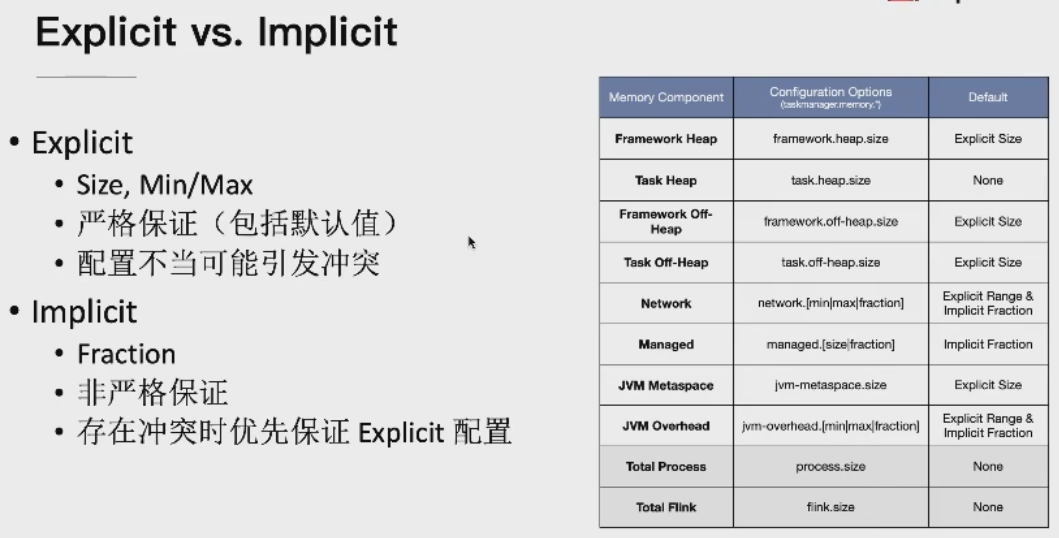 Explicit vs. Implicit
• Explicit
• Size, Min/Max
• 严格保证（包括默认值）
• 配置不当可能引发冲突
• Implicit
• Fraction
• 非严格保证
• 存在冲突时优先保证 Explicit 配置
Memory Component Configuration Options Default
(taskmanager.memory.*)
Framework Heap framework.heap.size Explicit Size
Task Heap task.heap.size None
Framework Off-
Heap framework.off-heap.size Explicit Size
Task Off-Heap task.off-heap.size Explicit Size
Network network.[min|max|fraction] Explicit Range &
Implicit Fraction
Managed managed.[size|fraction] Implicit Fraction
JVM Metaspace jvm-metaspace.size Explicit Size
JVM Overhead jvm-overhead.[min|max|fraction] Explicit Range &
Implicit Fraction
Total Process process.size None
Total Flink flink.size None